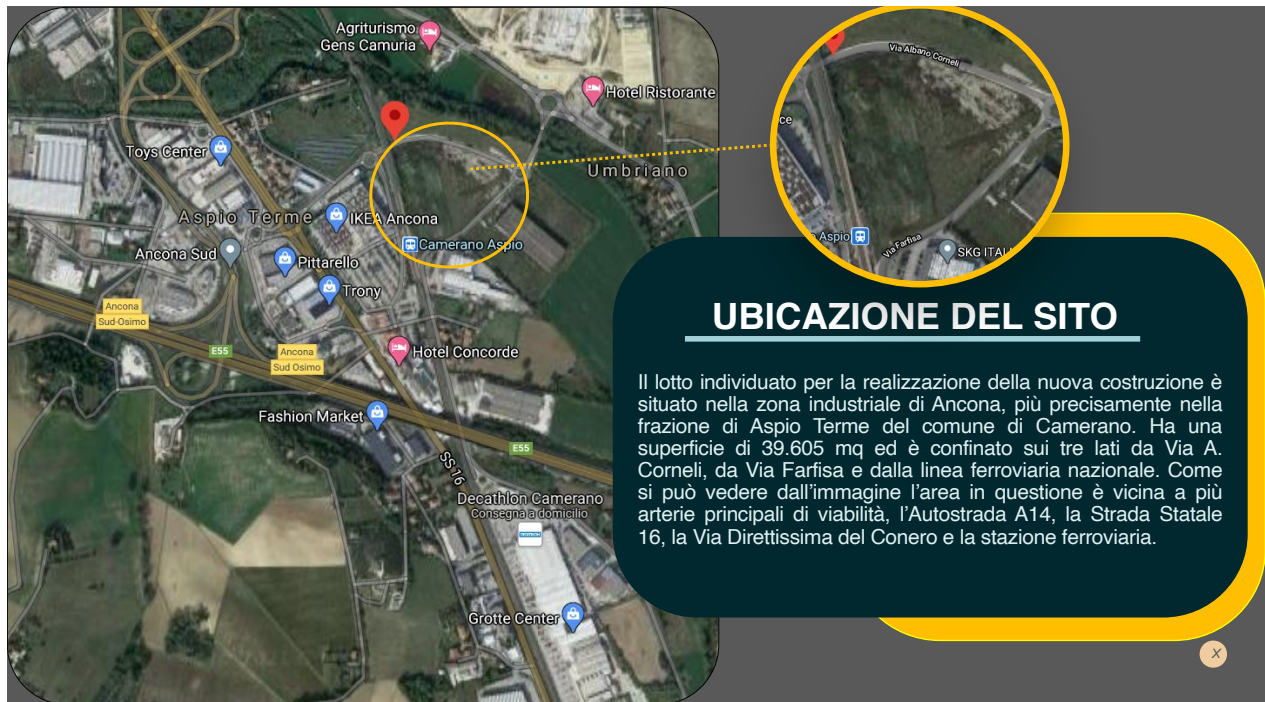 Agriturismo
Gens Camuria
Hotel Ristorante
Toys Center
Umbriano
Aspio Terme
IKEA Ancona
Camerano Aspio
Ancona Sud
Pittarello
Trony
Ancona
Sud-Osimo
E55
Ancona
Sud Osimo
Hotel Concorde
Fashion Market
E55
SS 16
Decathlon Camerano
Consegna a domicilio
Grotte Center
Via Albano Corneli
ce
Aspio
Via Farfisa
SKG ITAL
UBICAZIONE DEL SITO
Il lotto individuato per la realizzazione della nuova costruzione è
situato nella zona industriale di Ancona, più precisamente nella
frazione di Aspio Terme del comune di Camerano. Ha una
superficie di 39.605 mq ed è confinato sui tre lati da Via A.
Corneli, da Via Farfisa e dalla linea ferroviaria nazionale. Come
si può vedere dall’immagine l’area in questione è vicina a più
arterie principali di viabilità, l’Autostrada A14, la Strada Statale
16, la Via Direttissima del Conero e la stazione ferroviaria.
X